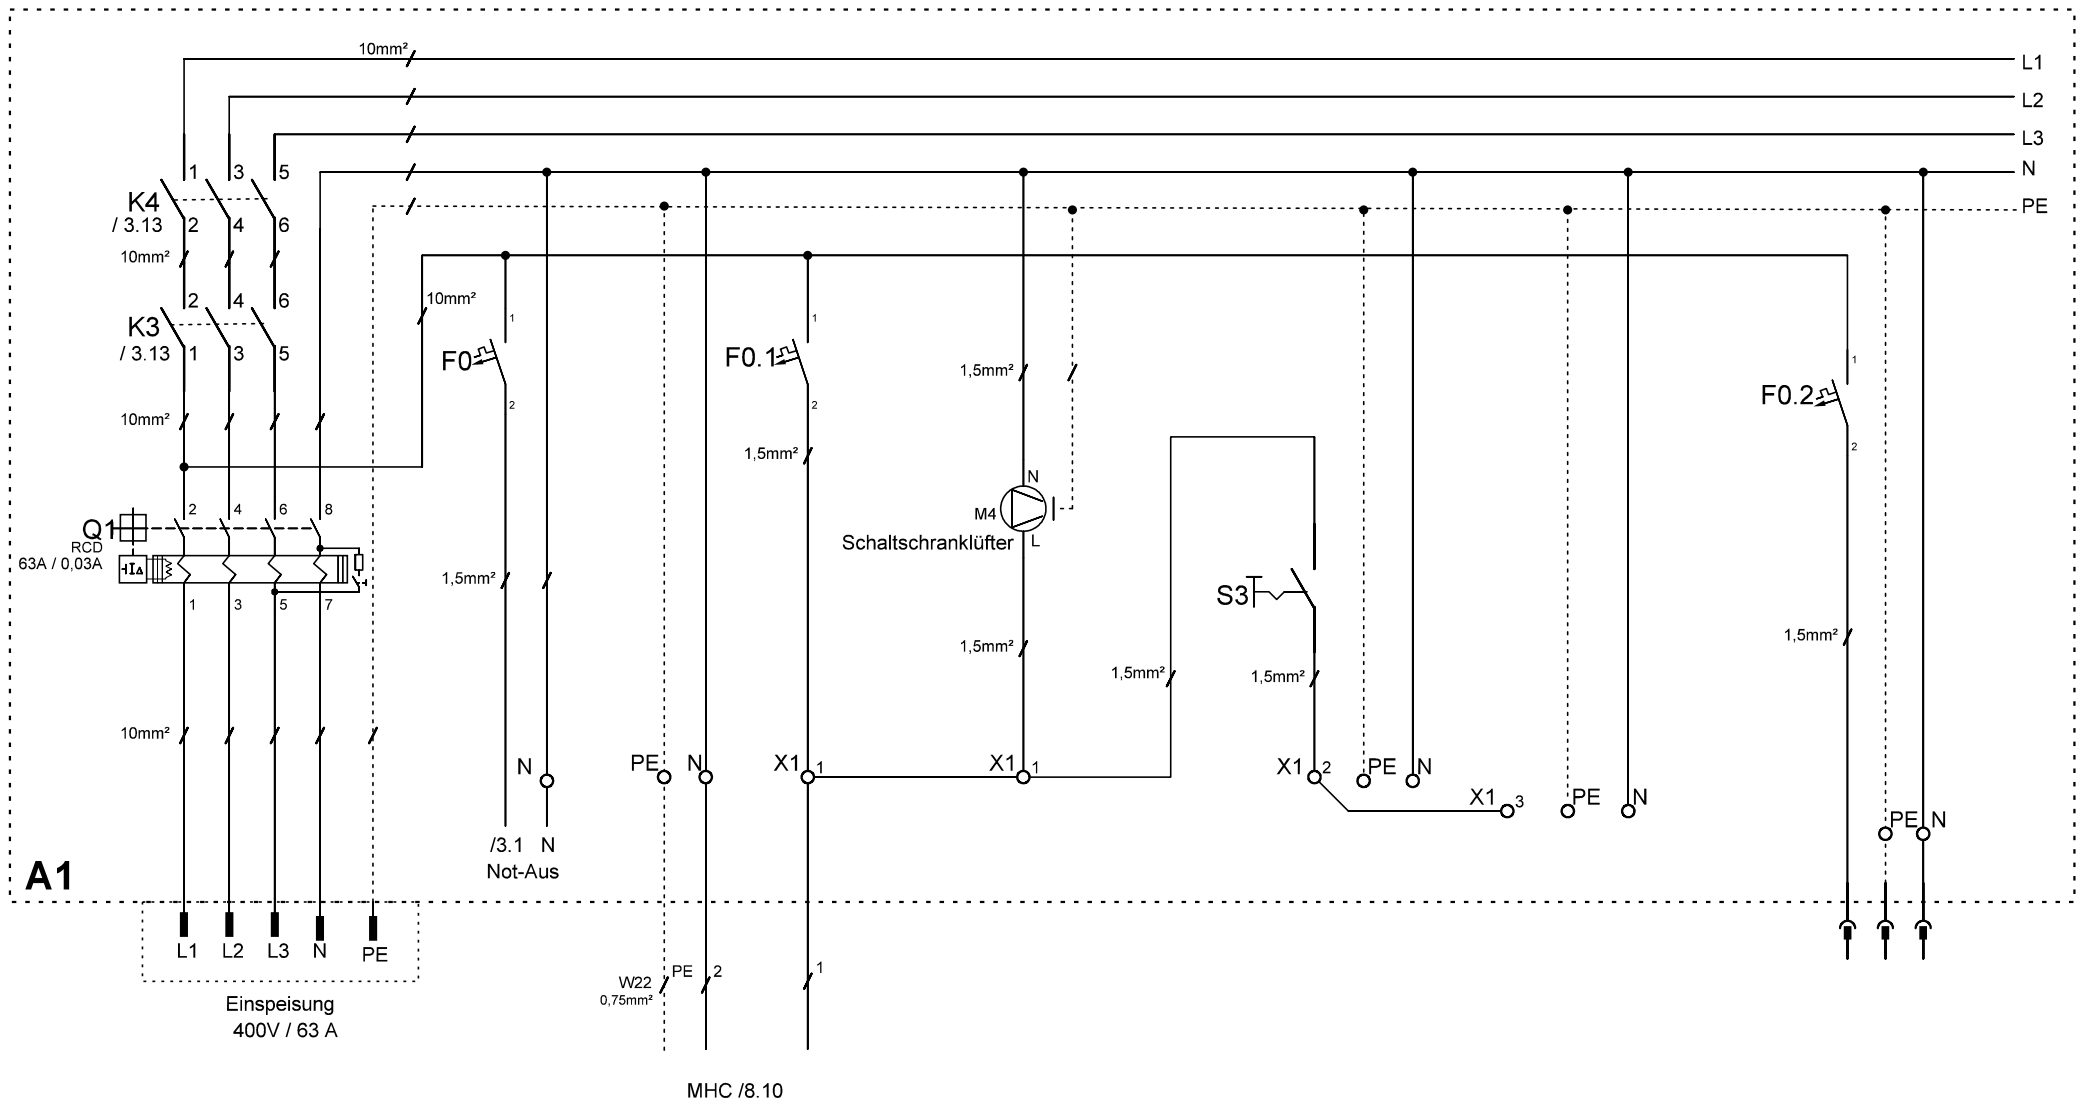 10mm²
L1
L2
L3
N
PE
K4
/ 3.13
1 3 5
2 4 6
10mm²
2 4 6
K3
/ 3.13
1 3 5
10mm²
10mm²
F0
1
2
F0.1
1
2
1,5mm²
1,5mm²
F0.2
1
2
Q1
RCD
63A / 0,03A
2 4 6 8
I∆
1 3 5 7
1,5mm²
N
M4
L
Schaltschranklüfter
1,5mm²
1,5mm²
S3
1,5mm²
1,5mm²
10mm²
N
PE
N
X1 1
X1 1
X1 2
PE
N
X1 3
PE
N
PE
N
/3.1 N
Not-Aus
A1
L1 L2 L3 N PE
Einspeisung
400V / 63 A
W22
0,75mm²
PE
2
1
MHC /8.10